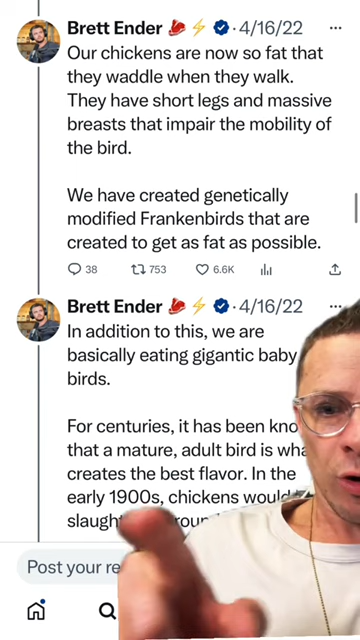 Brett Ender 🥩 ⚡ · 4/16/22 ···
Our chickens are now so fat that
they waddle when they walk.
They have short legs and massive
breasts that impair the mobility of
the bird.
We have created genetically
modified Frankenbirds that are
created to get as fat as possible.
38 753 6.6K
Brett Ender 🥩 ⚡ · 4/16/22 ···
In addition to this, we are
basically eating gigantic baby
birds.
For centuries, it has been
that a mature, adult bird is
creates the best flavor. In the
early 1900s, chickens would
Post your